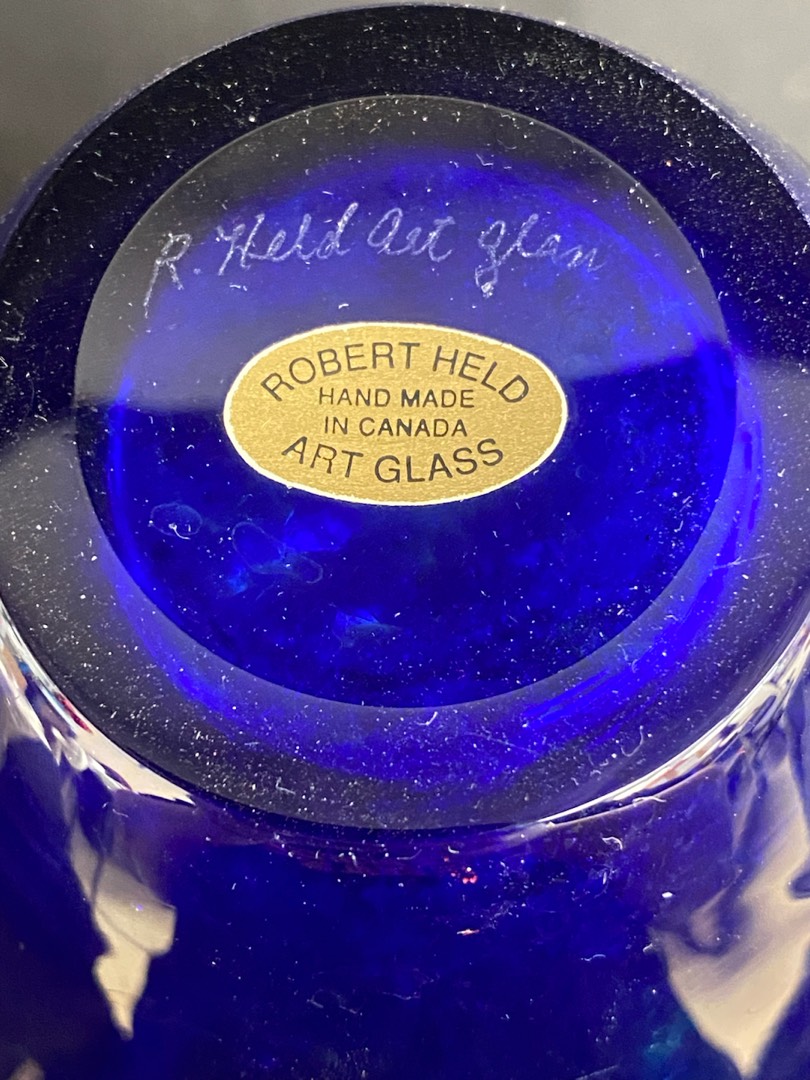 R. Held Art Glass
ROBERT HELD
HAND MADE
IN CANADA
ART GLASS